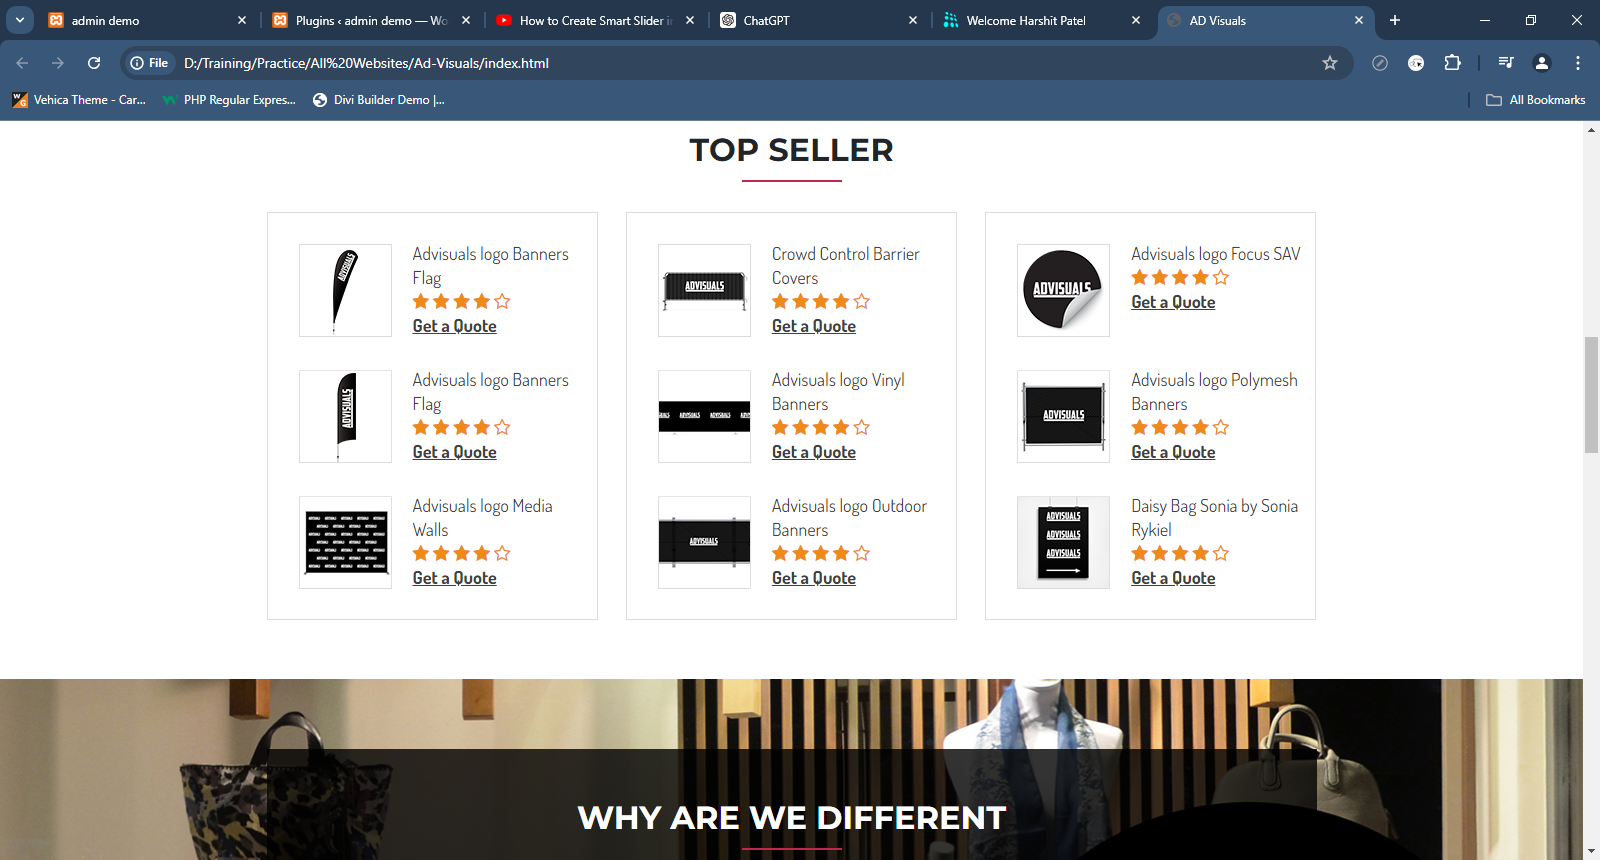 admin demo
Plugins ‹ admin demo — Wo
How to Create Smart Slider in
ChatGPT
Welcome Harshit Patel
AD Visuals
File
D:/Training/Practice/All%20Websites/Ad-Visuals/index.html
Vehica Theme - Car...
PHP Regular Expres...
Divi Builder Demo |...
All Bookmarks
TOP SELLER
Advisuals logo Banners
Flag
Get a Quote
Advisuals logo Banners
Flag
Get a Quote
Advisuals logo Media
Walls
Get a Quote
Crowd Control Barrier
Covers
Get a Quote
Advisuals logo Vinyl
Banners
Get a Quote
Advisuals logo Outdoor
Banners
Get a Quote
Advisuals logo Focus SAV
Get a Quote
Advisuals logo Polymesh
Banners
Get a Quote
Daisy Bag Sonia by Sonia
Rykiel
Get a Quote
ADVISUALS
ADVISUALS
ADVISUALS
ADVISUALS
ADVISUALS
ADVISUALS
ADVISUALS
ADVISUALS
ADVISUALS
WHY ARE WE DIFFERENT